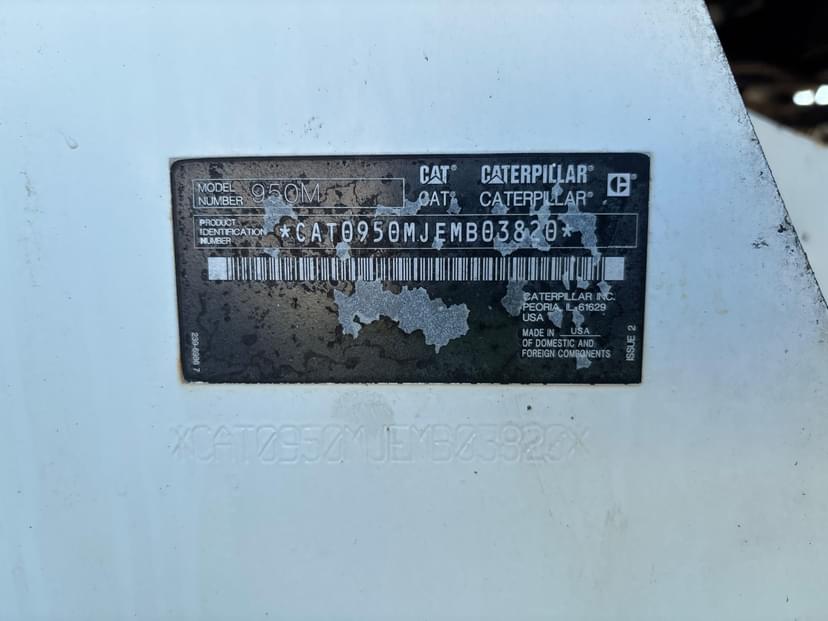 CAT® CATERPILLAR®
MODEL NUMBER 950M
CAT® CATERPILLAR®
PRODUCT IDENTIFICATION NUMBER *CAT0950MJEMB03820*
CATERPILLAR INC.
PEORIA, IL 61629
USA
MADE IN USA
OF DOMESTIC AND
FOREIGN COMPONENTS
ISSUE 2
*CAT0950MJEMB03820*